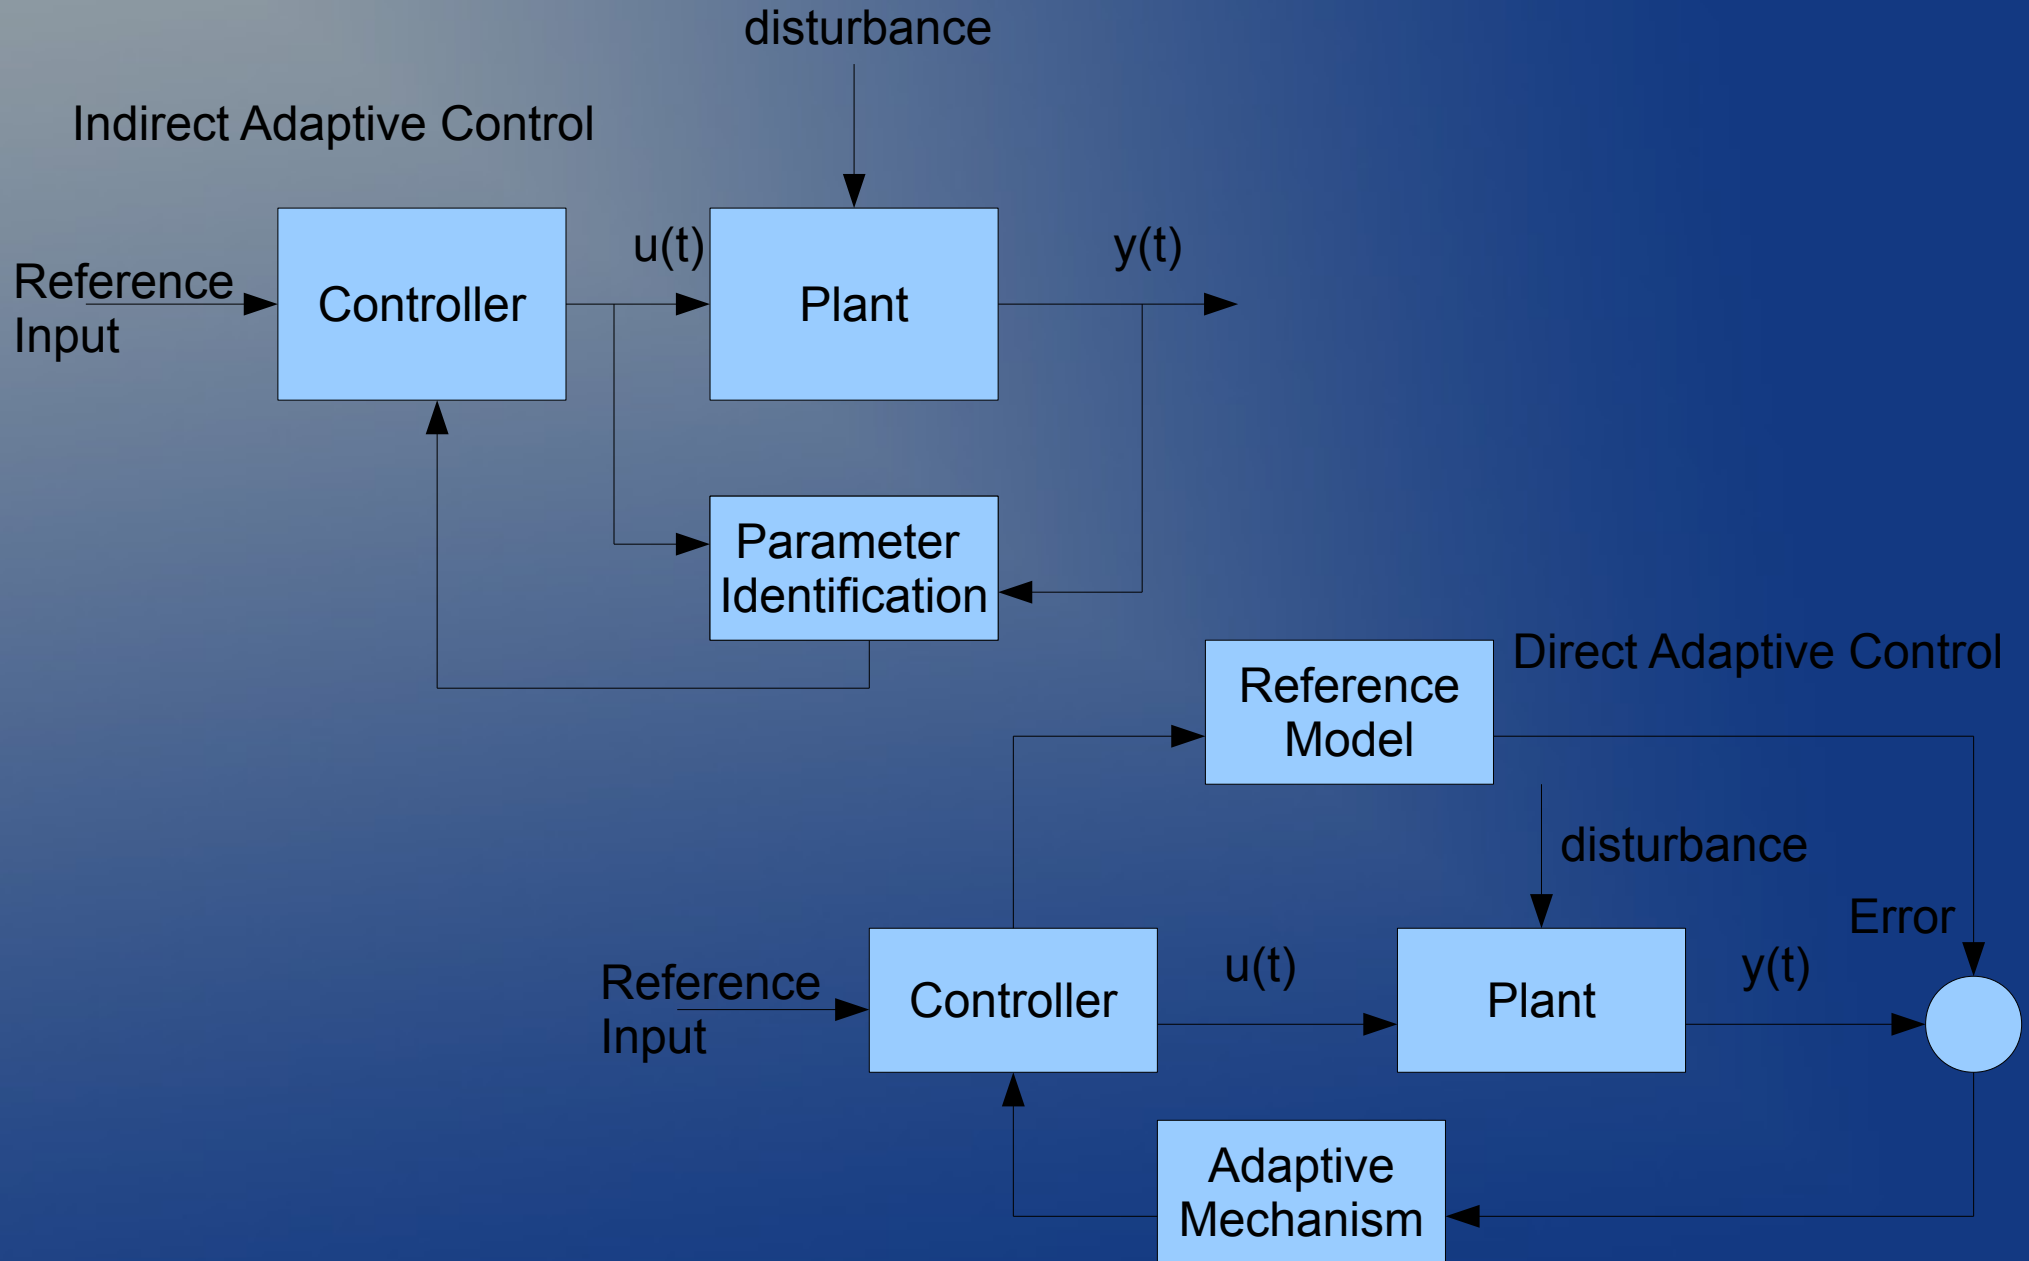 disturbance
Indirect Adaptive Control
u(t)
y(t)
Reference
Input
Controller
Plant
Parameter
Identification
Direct Adaptive Control
Reference
Model
disturbance
Error
u(t)
y(t)
Reference
Input
Controller
Plant
Adaptive
Mechanism